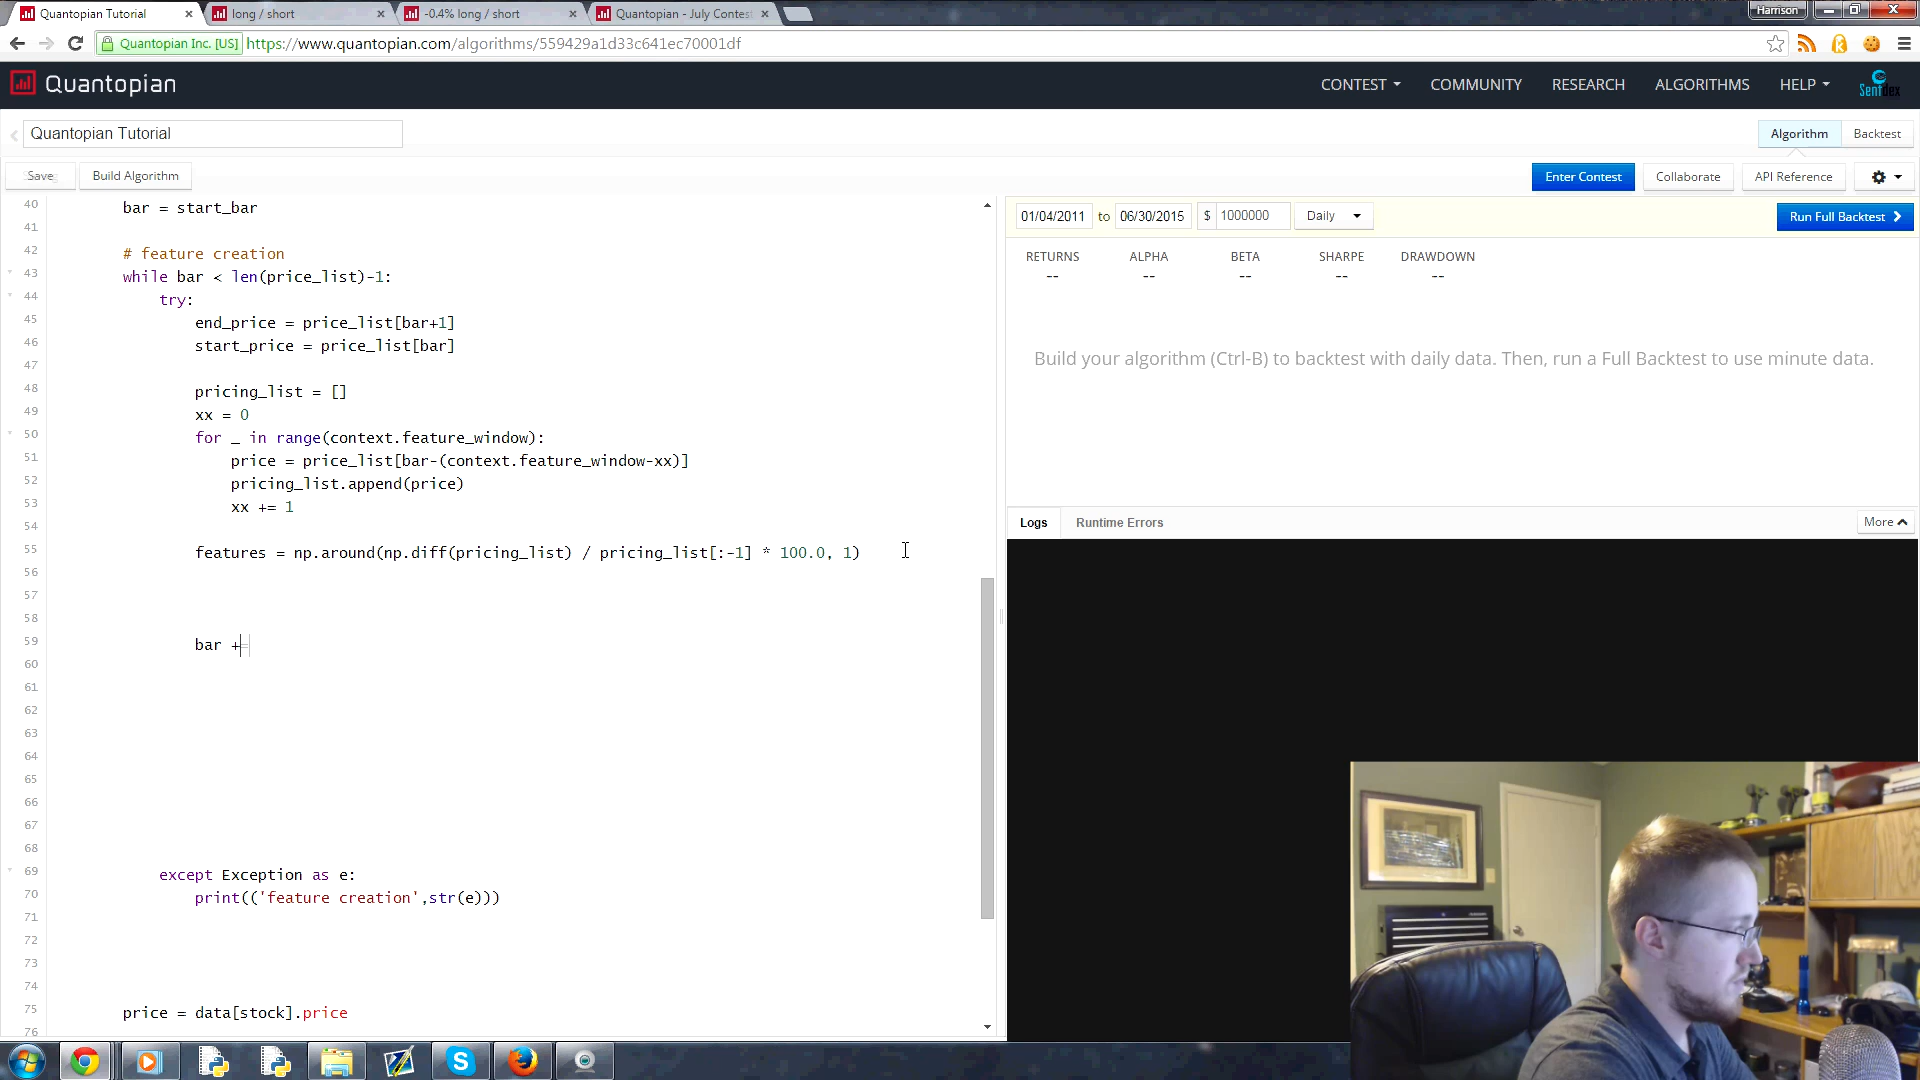 Quantopian Tutorial
long / short
-0.4% long / short
Quantopian - July Contest
Harrison
Quantopian Inc. [US]
https://www.quantopian.com/algorithms/559429a1d33c641ec70001df
Quantopian
CONTEST
COMMUNITY
RESEARCH
ALGORITHMS
HELP
Sentdex
Quantopian Tutorial
Algorithm
Backtest
Save
Build Algorithm
Enter Contest
Collaborate
API Reference
01/04/2011 to 06/30/2015 $ 1000000 Daily
Run Full Backtest
RETURNS ALPHA BETA SHARPE DRAWDOWN
-- -- -- -- --
Build your algorithm (Ctrl-B) to backtest with daily data. Then, run a Full Backtest to use minute data.
Logs
Runtime Errors
More
40 bar = start_bar
41
42 # feature creation
43 while bar < len(price_list)-1:
44 try:
45 end_price = price_list[bar+1]
46 start_price = price_list[bar]
47
48 pricing_list = []
49 xx = 0
50 for _ in range(context.feature_window):
51 price = price_list[bar-(context.feature_window-xx)]
52 pricing_list.append(price)
53 xx += 1
54
55 features = np.around(np.diff(pricing_list) / pricing_list[:-1] * 100.0, 1)
56
57
58
59 bar +=
60
61
62
63
64
65
66
67
68
69 except Exception as e:
70 print(('feature creation',str(e)))
71
72
73
74
75 price = data[stock].price
76